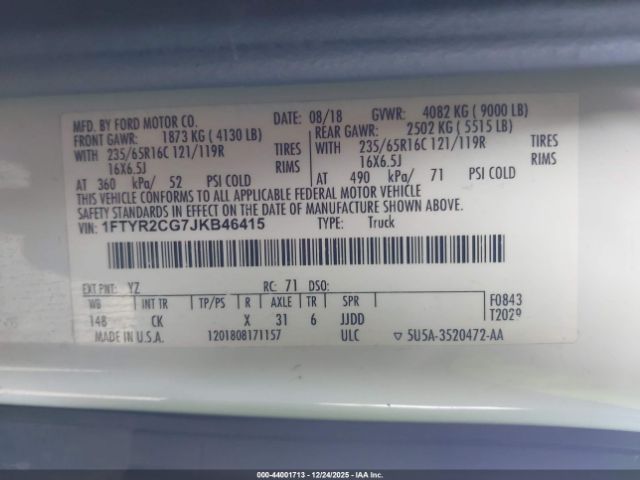 MFD. BY FORD MOTOR CO. DATE: 08/18 GVWR: 4082 KG ( 9000 LB)
FRONT GAWR: 1873 KG ( 4130 LB) REAR GAWR: 2502 KG ( 5515 LB)
WITH 235/65R16C 121/119R TIRES WITH 235/65R16C 121/119R TIRES
16X6.5J RIMS 16X6.5J RIMS
AT 360 kPa/ 52 PSI COLD AT 490 kPa/ 71 PSI COLD
THIS VEHICLE CONFORMS TO ALL APPLICABLE FEDERAL MOTOR VEHICLE
SAFETY STANDARDS IN EFFECT ON THE DATE OF MANUFACTURE SHOWN ABOVE.
VIN: 1FTYR2CG7JKB46415 TYPE: Truck
EXT PNT: YZ RC: 71 DSO:
WB INT TR TP/PS R AXLE TR SPR F0843
148 CK X 31 6 JJDD T2029
MADE IN U.S.A. 1201808171157 ULC ▽ 5U5A-3520472-AA
000-44001713 - 12/24/2025 - IAA Inc.